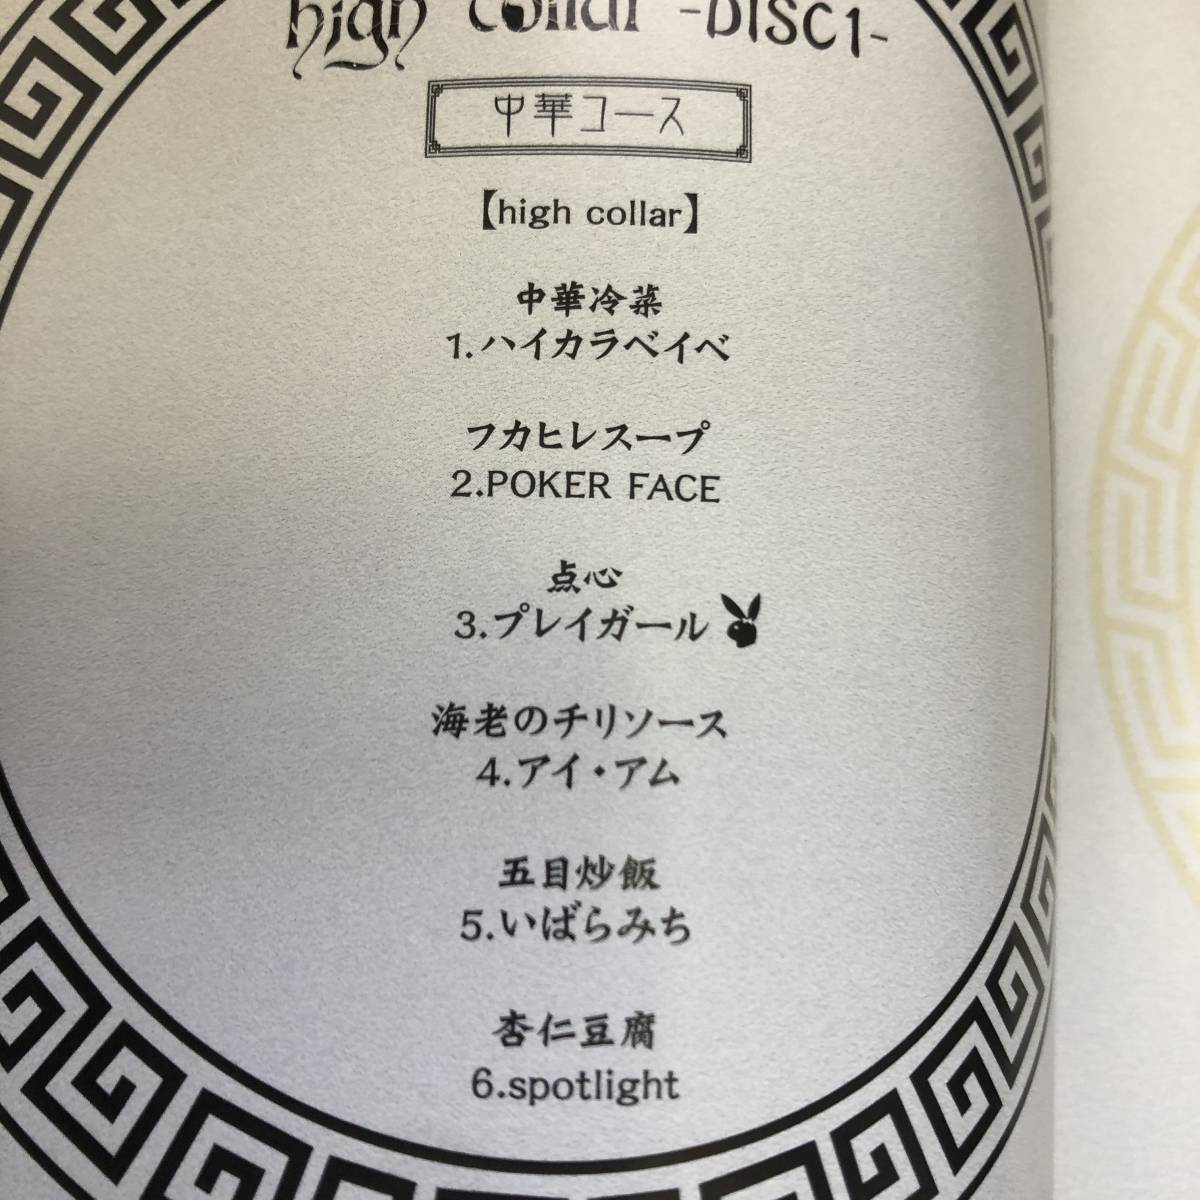 high collar -DISC1-
中華コース
【high collar】
中華冷菜
1.ハイカラベイベ
フカヒレスープ
2.POKER FACE
点心
3.プレイガール
海老のチリソース
4.アイ・アム
五目炒飯
5.いばらみち
杏仁豆腐
6.spotlight